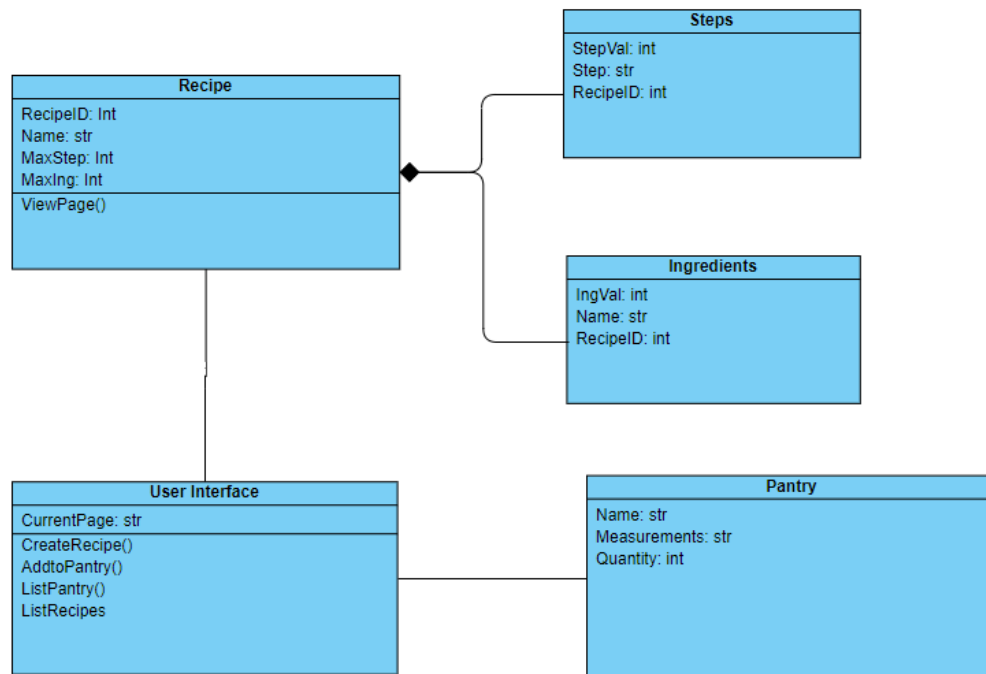 Recipe
RecipeID: Int
Name: str
MaxStep: Int
MaxIng: Int
ViewPage()
Steps
StepVal: int
Step: str
RecipeID: int
Ingredients
IngVal: int
Name: str
RecipeID: int
User Interface
CurrentPage: str
CreateRecipe()
AddtoPantry()
ListPantry()
ListRecipes
Pantry
Name: str
Measurements: str
Quantity: int